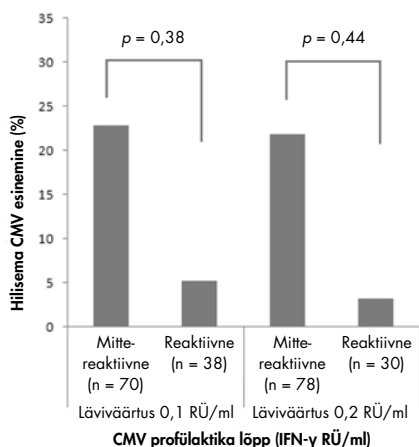 Hilisema CMV esinemine (%)
35
30
25
20
15
10
5
0
p = 0,38
p = 0,44
Mitte-
reaktiivne
(n = 70)
Reaktiivne
(n = 38)
Mitte-
reaktiivne
(n = 78)
Reaktiivne
(n = 30)
Läviväärtus 0,1 RÜ/ml
Läviväärtus 0,2 RÜ/ml
CMV profülaktika lõpp (IFN-γ RÜ/ml)